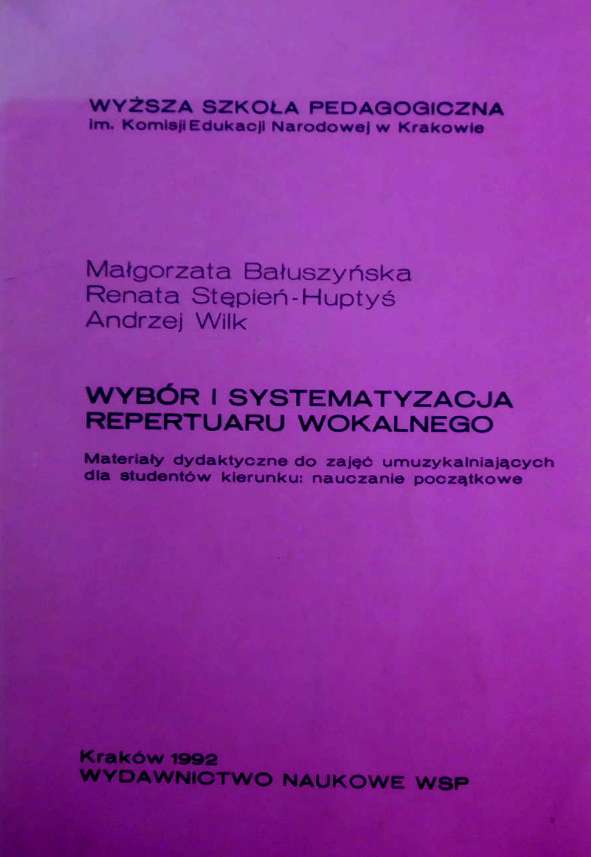 WYŻSZA SZKOŁA PEDAGOGICZNA
im. Komisji Edukacji Narodowej w Krakowie
Małgorzata Bałuszyńska
Renata Stępień-Huptyś
Andrzej Wilk
WYBÓR I SYSTEMATYZACJA
REPERTUARU WOKALNEGO
Materiały dydaktyczne do zajęć umuzykalniających
dla studentów kierunku: nauczanie początkowe
Kraków 1992
WYDAWNICTWO NAUKOWE WSP